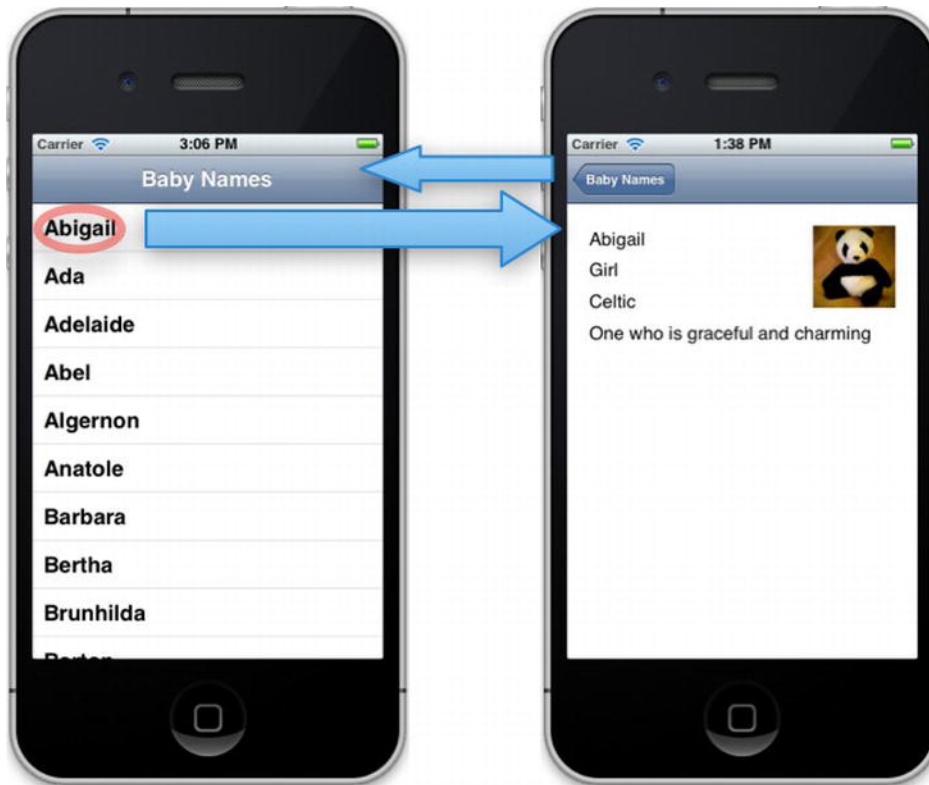 Carrier 3:06 PM
Baby Names
Abigail
Ada
Adelaide
Abel
Algernon
Anatole
Barbara
Bertha
Brunhilda
Carrier 1:38 PM
Baby Names
Abigail
Girl
Celtic
One who is graceful and charming